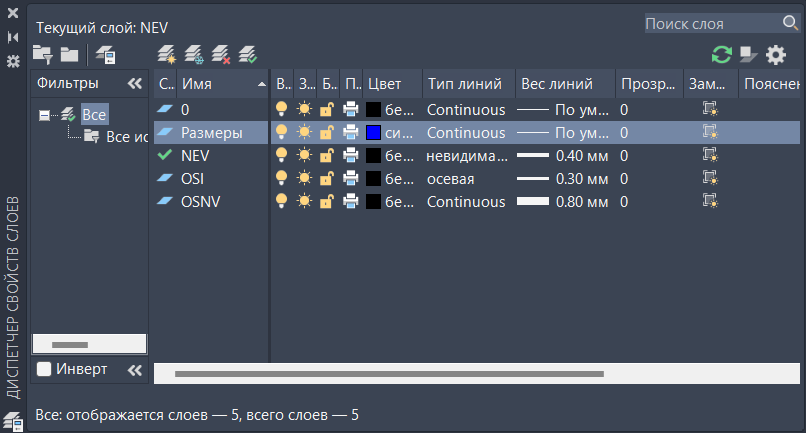 Текущий слой: NEV
Поиск слоя
Фильтры
Все
Все ис
С.. Имя В.. З.. Б.. П.. Цвет Тип линий Вес линий Прозр... Зам... Пояснен
0 бе... Continuous По ум... 0
Размеры си... Continuous По ум... 0
NEV бе... невидима... 0.40 мм 0
OSI бе... осевая 0.30 мм 0
OSNV бе... Continuous 0.80 мм 0
Инверт
ДИСПЕТЧЕР СВОЙСТВ СЛОЕВ
Все: отображается слоев — 5, всего слоев — 5